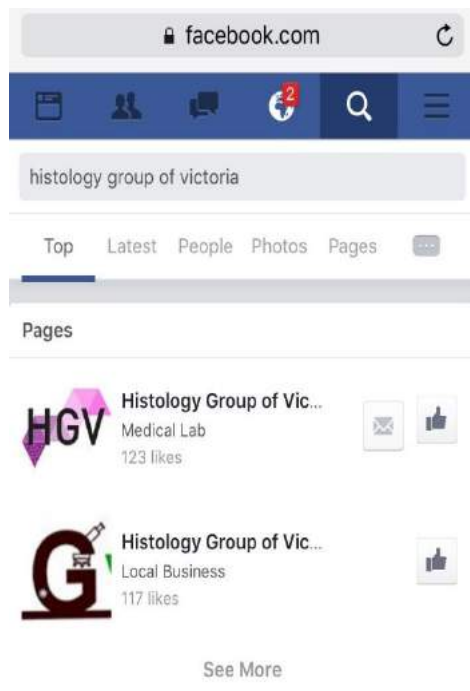 facebook.com
2
histology group of victoria
Top Latest People Photos Pages
Pages
HGV
Histology Group of Vic...
Medical Lab
123 likes
G
Histology Group of Vic...
Local Business
117 likes
See More